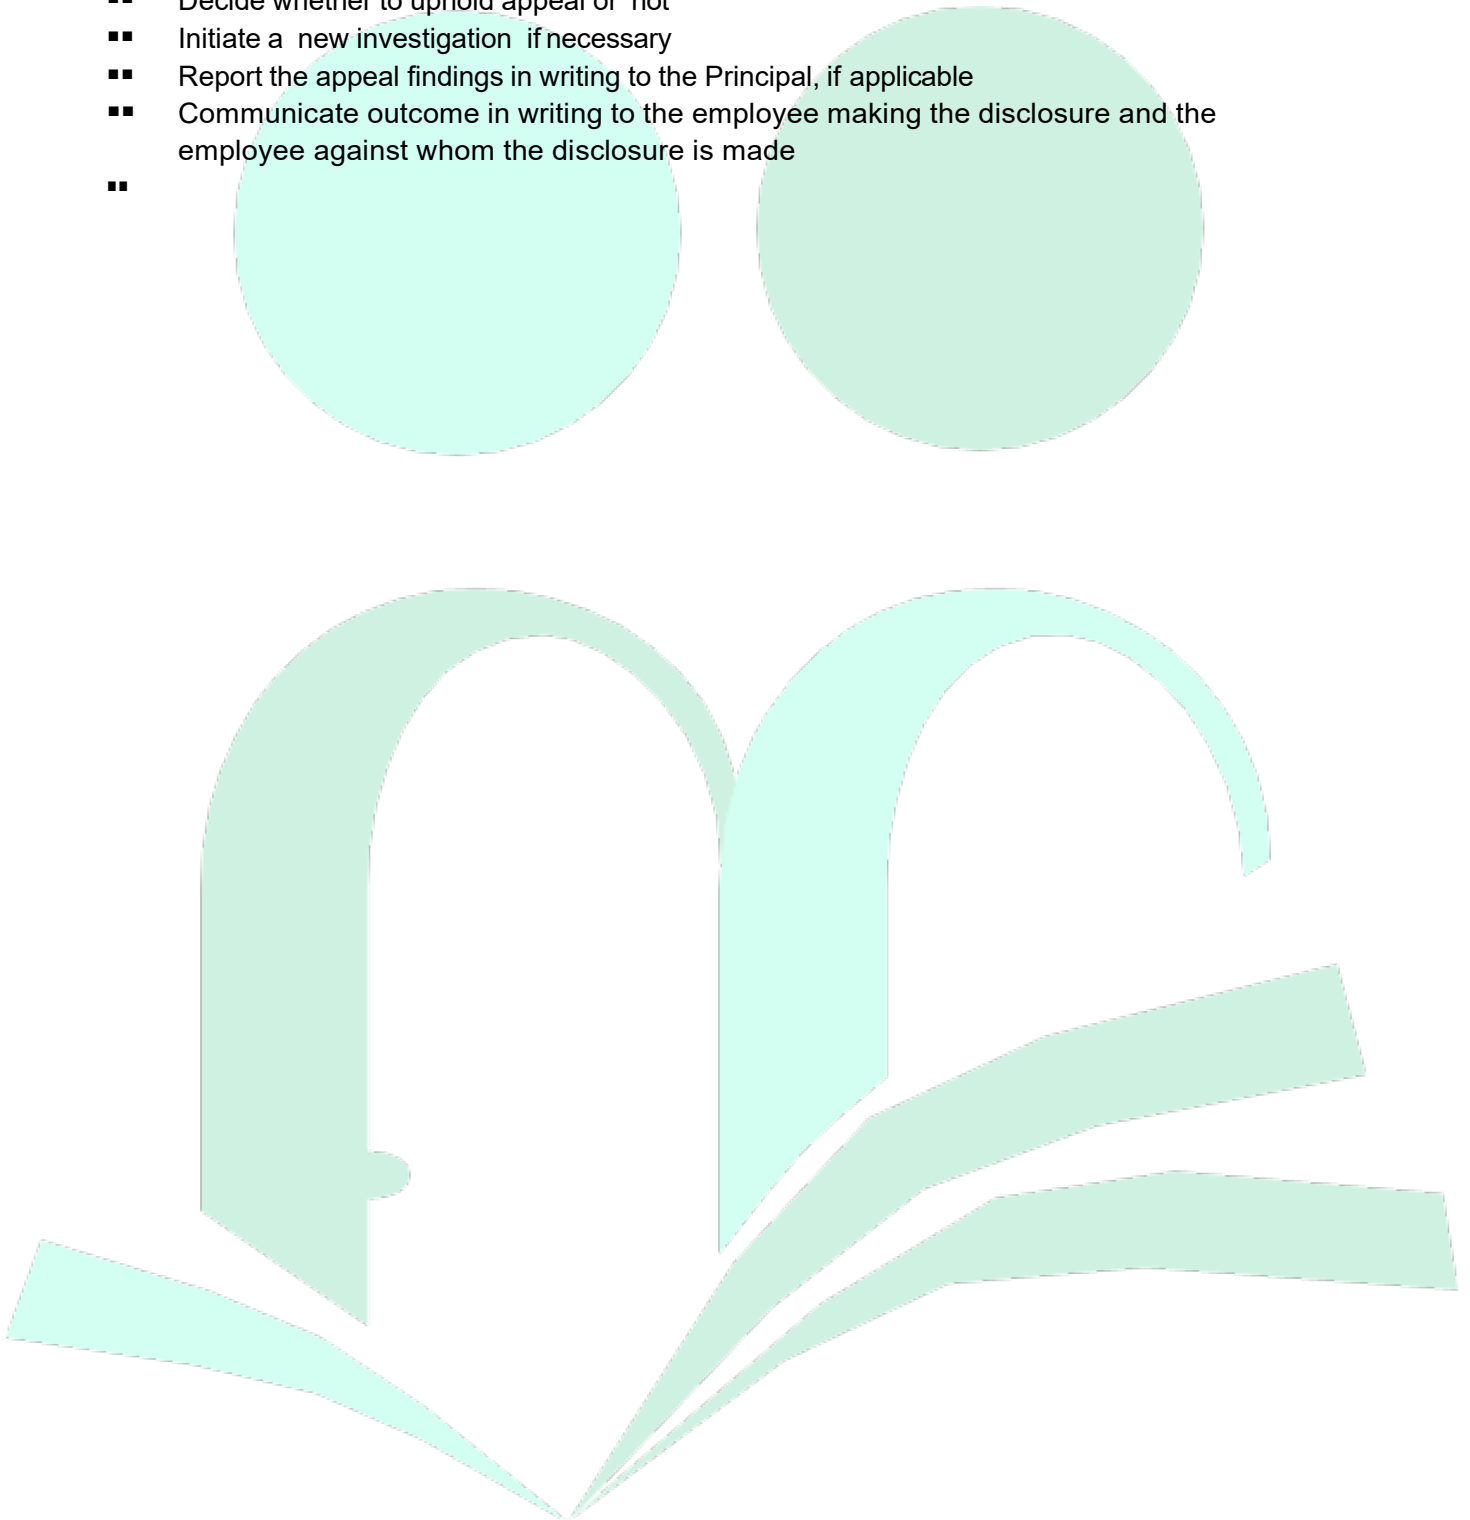 ▪▪ Decide whether to uphold appeal or not
▪▪ Initiate a new investigation if necessary
▪▪ Report the appeal findings in writing to the Principal, if applicable
▪▪ Communicate outcome in writing to the employee making the disclosure and the
employee against whom the disclosure is made
▪▪